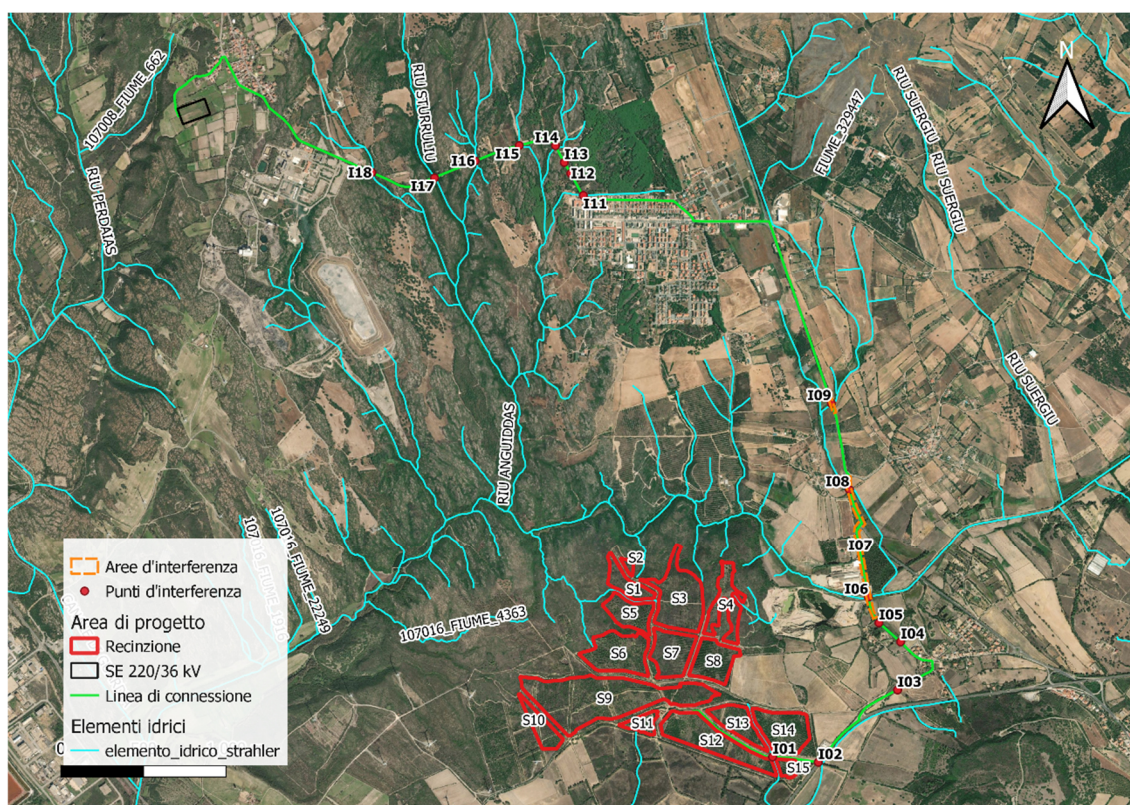 N
107008_FIUME_662
RIU PERDAIAS
RIU STURRULIU
I18
I17
I16
I15
I14
I13
I12
I11
FIUME_329447
RIU SUERGIU
RIU SUERGIU
RIU SUERGIU
RIU ANGUIDDAS
I09
I08
I07
I06
I05
I04
I03
I02
I01
107016_FIUME_22249
107016_FIUME_1916
107016_FIUME_4363
S2
S1
S3
S4
S5
S6
S7
S8
S9
S10
S11
S12
S13
S14
S15
Aree d'interferenza
Punti d'interferenza
Area di progetto
Recinzione
SE 220/36 kV
Linea di connessione
Elementi idrici
elemento_idrico_strahler
0